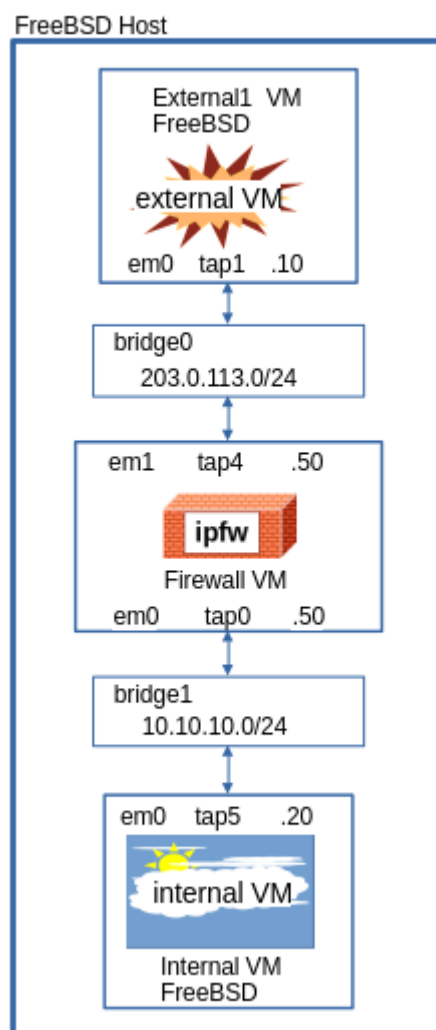 FreeBSD Host
External1 VM
FreeBSD
external VM
em0 tap1 .10
bridge0
203.0.113.0/24
em1 tap4 .50
ipfw
Firewall VM
em0 tap0 .50
bridge1
10.10.10.0/24
em0 tap5 .20
internal VM
Internal VM
FreeBSD